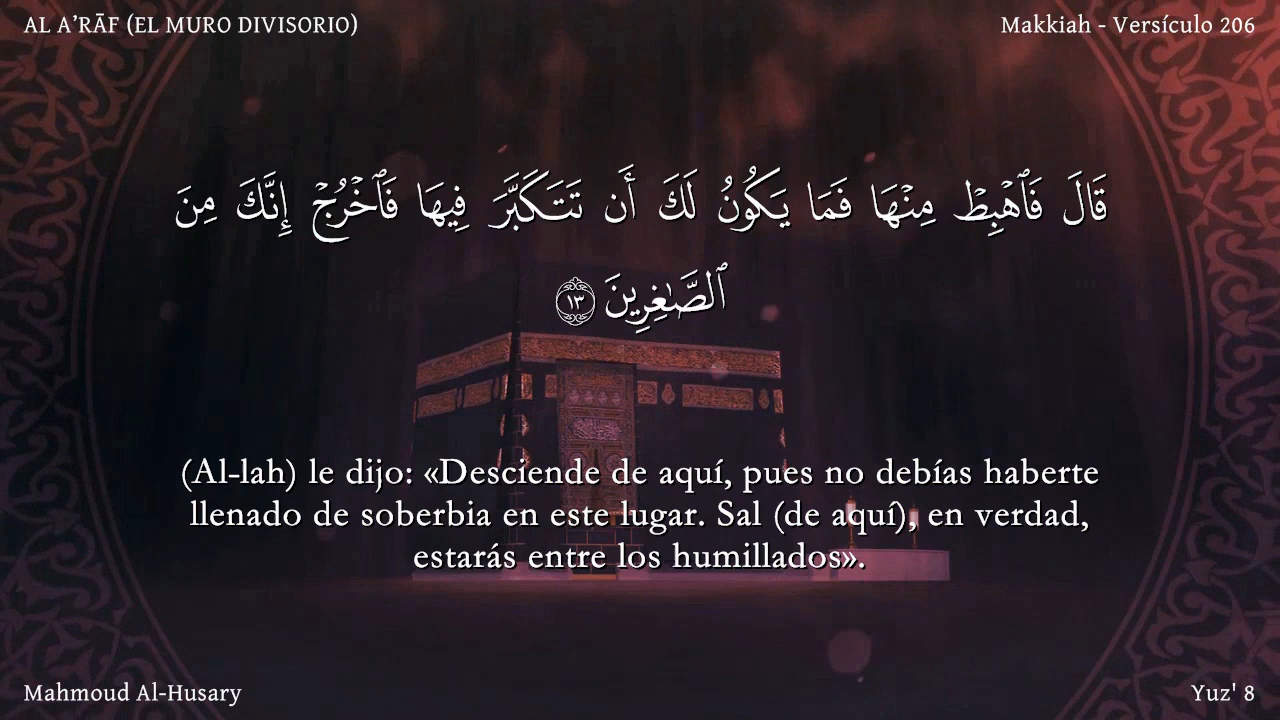 AL A’RĀF (EL MURO DIVISORIO)
Makkiah - Versículo 206
قَالَ فَٱهْبِطْ مِنْهَا فَمَا يَكُونُ لَكَ أَن تَتَكَبَّرَ فِيهَا فَٱخْرُجْ إِنَّكَ مِنَ
ٱلصَّـٰغِرِينَ ١٣
(Al-lah) le dijo: «Desciende de aquí, pues no debías haberte
llenado de soberbia en este lugar. Sal (de aquí), en verdad,
estarás entre los humillados».
Mahmoud Al-Husary
Yuz' 8